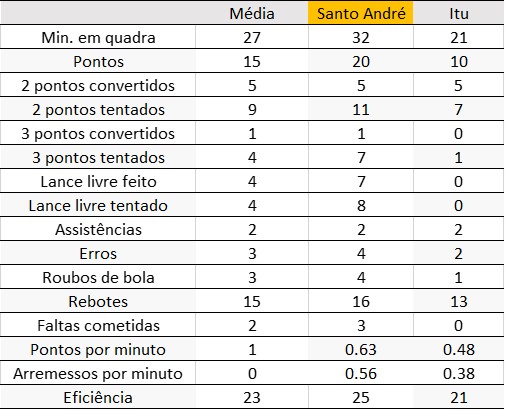 Média Santo André Itu
Min. em quadra 27 32 21
Pontos 15 20 10
2 pontos convertidos 5 5 5
2 pontos tentados 9 11 7
3 pontos convertidos 1 1 0
3 pontos tentados 4 7 1
Lance livre feito 4 7 0
Lance livre tentado 4 8 0
Assistências 2 2 2
Erros 3 4 2
Roubos de bola 3 4 1
Rebotes 15 16 13
Faltas cometidas 2 3 0
Pontos por minuto 1 0.63 0.48
Arremessos por minuto 0 0.56 0.38
Eficiência 23 25 21